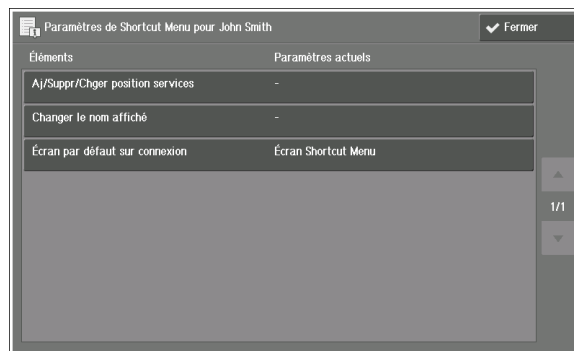 Paramètres de Shortcut Menu pour John Smith
Fermer
Éléments
Paramètres actuels
Aj/Suppr/Chger position services
-
Changer le nom affiché
-
Écran par défaut sur connexion
Écran Shortcut Menu
1/1